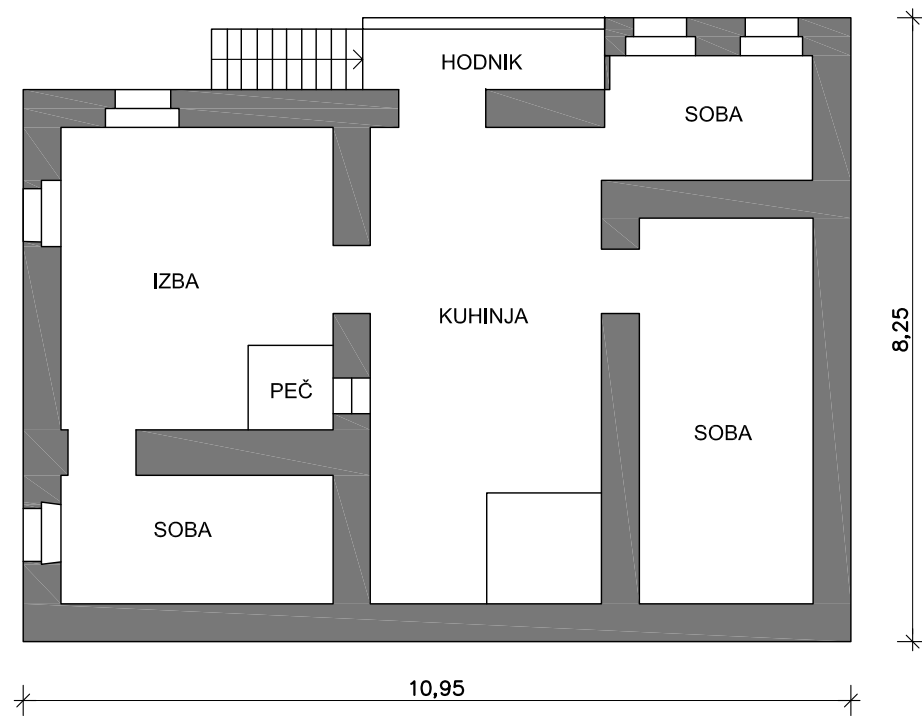 HODNIK
SOBA
IZBA
KUHINJA
8,25
PEČ
SOBA
SOBA
10,95